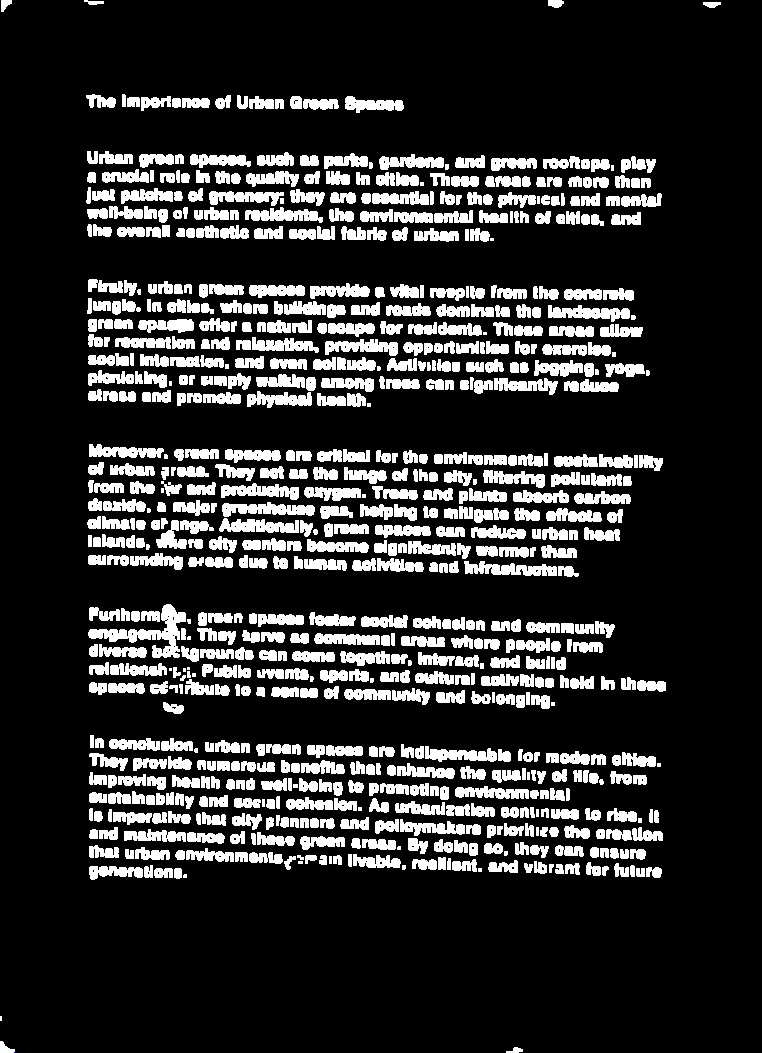 The Importance of Urban Green Spaces
Urban green spaces, such as parks, gardens, and green rooftops, play
a crucial role in the quality of life in cities. These areas are more than
just patches of greenery; they are essential for the physical and mental
well-being of urban residents, the environmental health of cities, and
the overall aesthetic and social fabric of urban life.
Firstly, urban green spaces provide a vital respite from the concrete
jungle. In cities, where buildings and roads dominate the landscape,
green spaces offer a natural escape for residents. These areas allow
for recreation and relaxation, providing opportunities for exercise,
social interaction, and even solitude. Activities such as jogging, yoga,
picnicking, or simply walking among trees can significantly reduce
stress and promote physical health.
Moreover, green spaces are critical for the environmental sustainability
of urban areas. They act as the lungs of the city, filtering pollutants
from the air and producing oxygen. Trees and plants absorb carbon
dioxide, a major greenhouse gas, helping to mitigate the effects of
climate change. Additionally, green spaces can reduce urban heat
islands, where city centers become significantly warmer than
surrounding areas due to human activities and infrastructure.
Furthermore, green spaces foster social cohesion and community
engagement. They serve as communal areas where people from
diverse backgrounds can come together, interact, and build
relationships. Public events, sports, and cultural activities held in these
spaces contribute to a sense of community and belonging.
In conclusion, urban green spaces are indispensable for modern cities.
They provide numerous benefits that enhance the quality of life, from
improving health and well-being to promoting environmental
sustainability and social cohesion. As urbanization continues to rise, it
is imperative that city planners and policymakers prioritize the creation
and maintenance of these green areas. By doing so, they can ensure
that urban environments remain livable, resilient, and vibrant for future
generations.